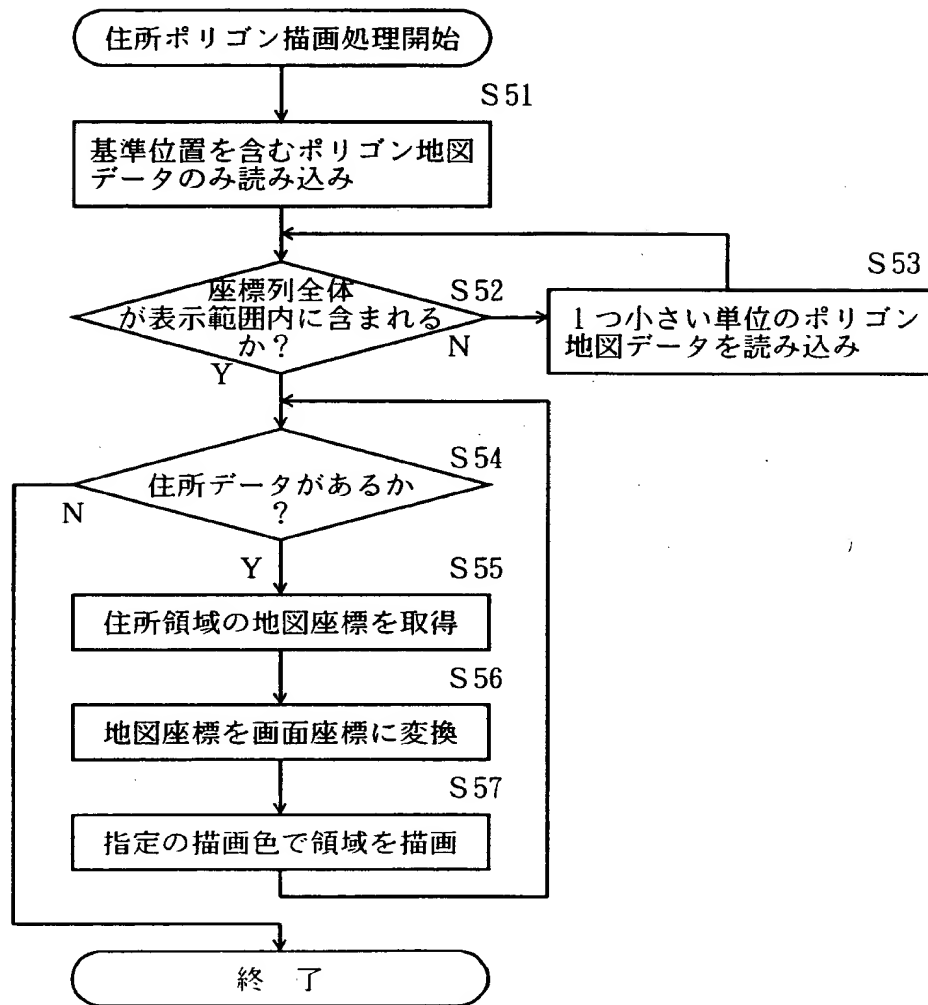 住所ポリゴン描画処理開始
S51
基準位置を含むポリゴン地図
データのみ読み込み
座標列全体
が表示範囲内に含まれる
か？
S52
N
Y
S53
1つ小さい単位のポリゴン
地図データを読み込み
S54
住所データがあるか
？
N
Y
S55
住所領域の地図座標を取得
S56
地図座標を画面座標に変換
S57
指定の描画色で領域を描画
終 了